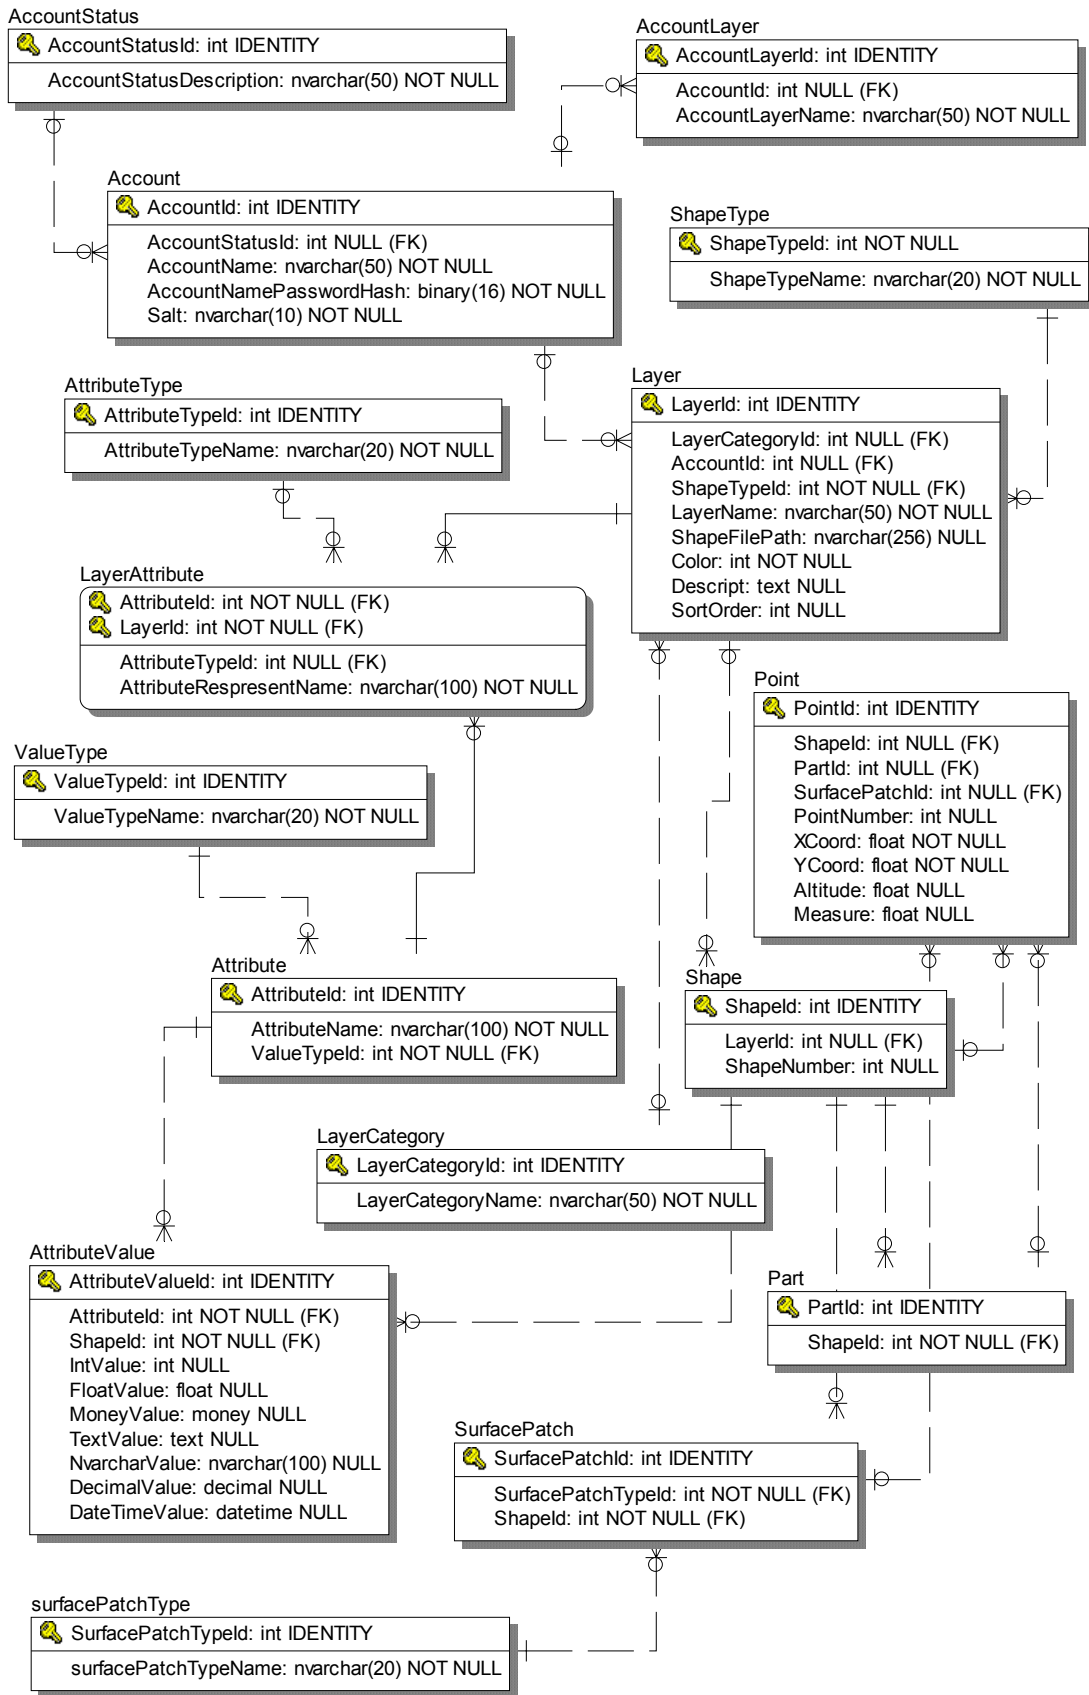 AccountStatus
AccountStatusId: int IDENTITY
AccountStatusDescription: nvarchar(50) NOT NULL
AccountLayer
AccountLayerId: int IDENTITY
AccountId: int NULL (FK)
AccountLayerName: nvarchar(50) NOT NULL
Account
AccountId: int IDENTITY
AccountStatusId: int NULL (FK)
AccountName: nvarchar(50) NOT NULL
AccountNamePasswordHash: binary(16) NOT NULL
Salt: nvarchar(10) NOT NULL
ShapeType
ShapeTypeId: int NOT NULL
ShapeTypeName: nvarchar(20) NOT NULL
AttributeType
AttributeTypeId: int IDENTITY
AttributeTypeName: nvarchar(20) NOT NULL
Layer
LayerId: int IDENTITY
LayerCategoryId: int NULL (FK)
AccountId: int NULL (FK)
ShapeTypeId: int NOT NULL (FK)
LayerName: nvarchar(50) NOT NULL
ShapeFilePath: nvarchar(256) NULL
Color: int NOT NULL
Descript: text NULL
SortOrder: int NULL
LayerAttribute
AttributeId: int NOT NULL (FK)
LayerId: int NOT NULL (FK)
AttributeTypeId: int NULL (FK)
AttributeRespresentName: nvarchar(100) NOT NULL
Point
PointId: int IDENTITY
ShapeId: int NULL (FK)
PartId: int NULL (FK)
SurfacePatchId: int NULL (FK)
PointNumber: int NULL
XCoord: float NOT NULL
YCoord: float NOT NULL
Altitude: float NULL
Measure: float NULL
ValueType
ValueTypeId: int IDENTITY
ValueTypeName: nvarchar(20) NOT NULL
Attribute
AttributeId: int IDENTITY
AttributeName: nvarchar(100) NOT NULL
ValueTypeId: int NOT NULL (FK)
Shape
ShapeId: int IDENTITY
LayerId: int NULL (FK)
ShapeNumber: int NULL
LayerCategory
LayerCategoryId: int IDENTITY
LayerCategoryName: nvarchar(50) NOT NULL
AttributeValue
AttributeValueId: int IDENTITY
AttributeId: int NOT NULL (FK)
ShapeId: int NOT NULL (FK)
IntValue: int NULL
FloatValue: float NULL
MoneyValue: money NULL
TextValue: text NULL
NvarcharValue: nvarchar(100) NULL
DecimalValue: decimal NULL
DateTimeValue: datetime NULL
Part
PartId: int IDENTITY
ShapeId: int NOT NULL (FK)
SurfacePatch
SurfacePatchId: int IDENTITY
SurfacePatchTypeId: int NOT NULL (FK)
ShapeId: int NOT NULL (FK)
surfacePatchType
SurfacePatchTypeId: int IDENTITY
surfacePatchTypeName: nvarchar(20) NOT NULL